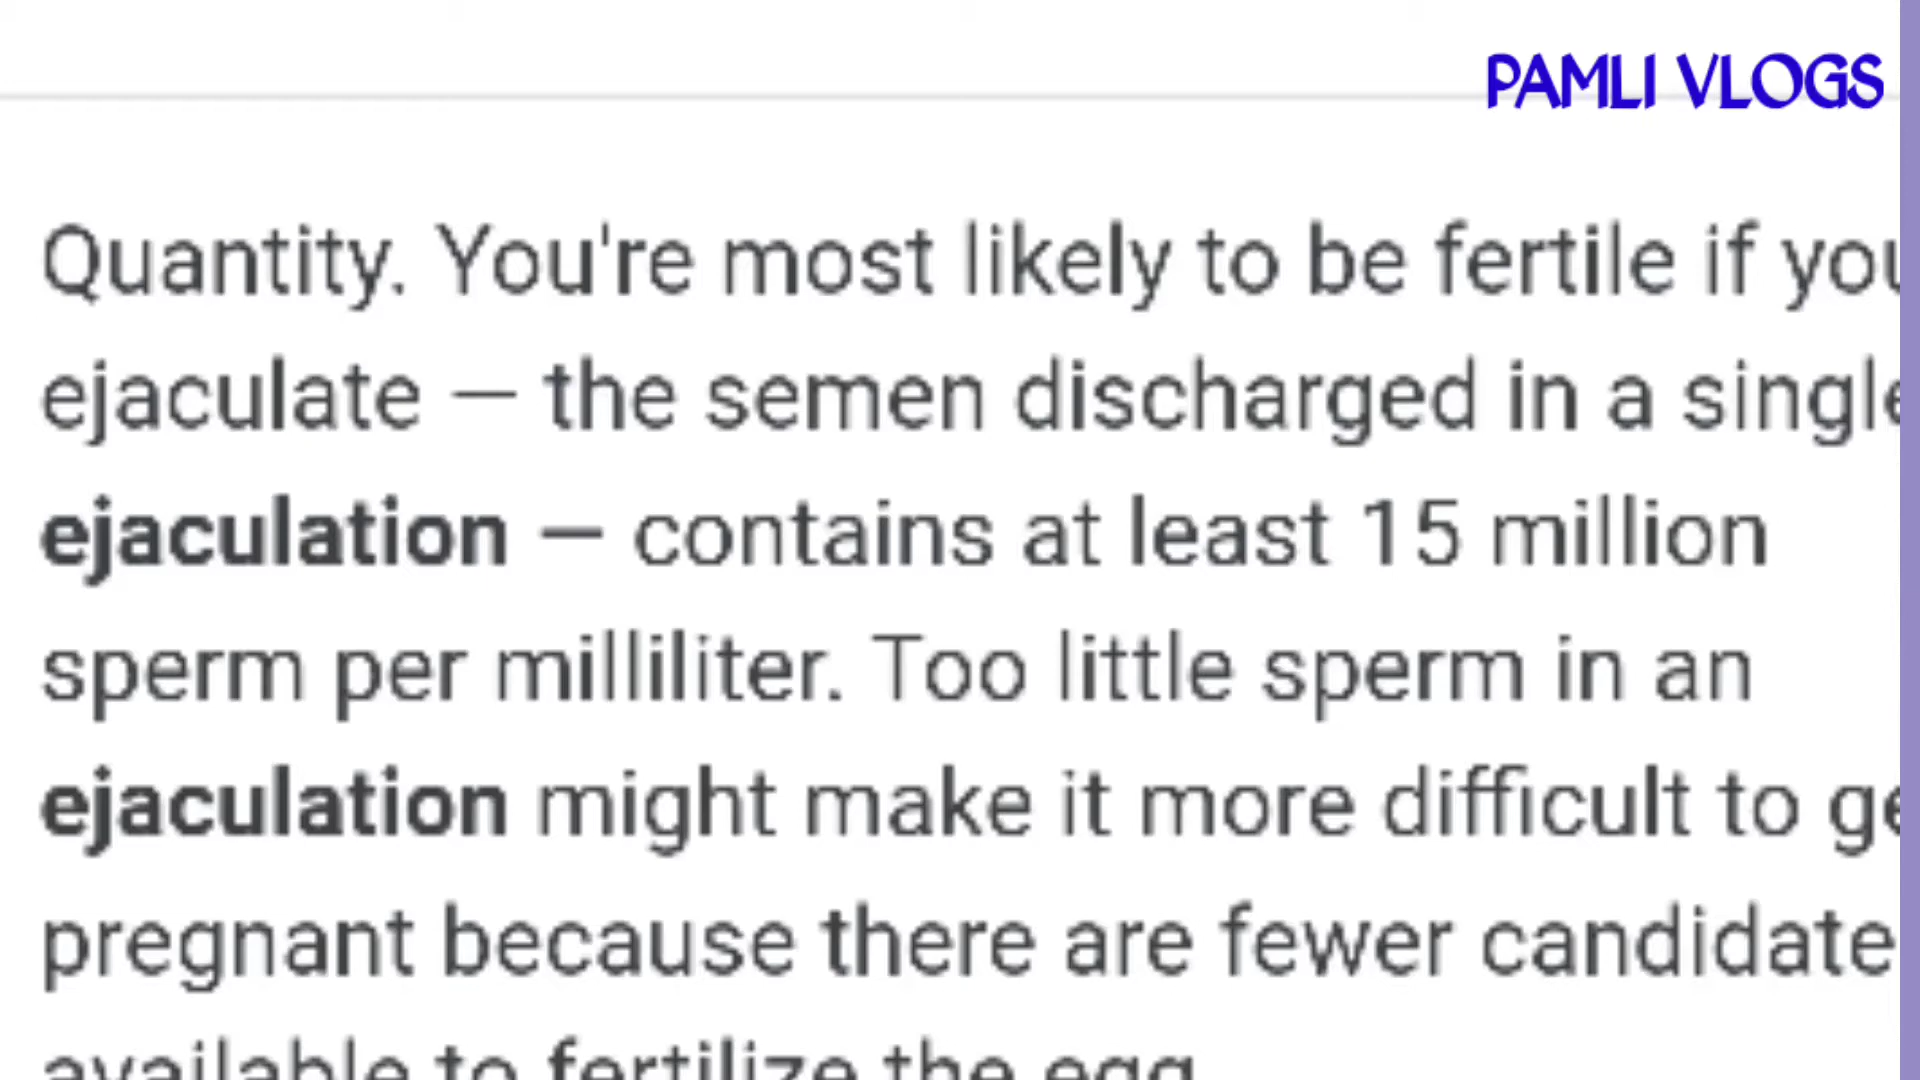 PAMLI VLOGS
Quantity. You're most likely to be fertile if you
ejaculate — the semen discharged in a single
ejaculation — contains at least 15 million
sperm per milliliter. Too little sperm in an
ejaculation might make it more difficult to
pregnant because there are fewer candidate
available to fertilize the egg